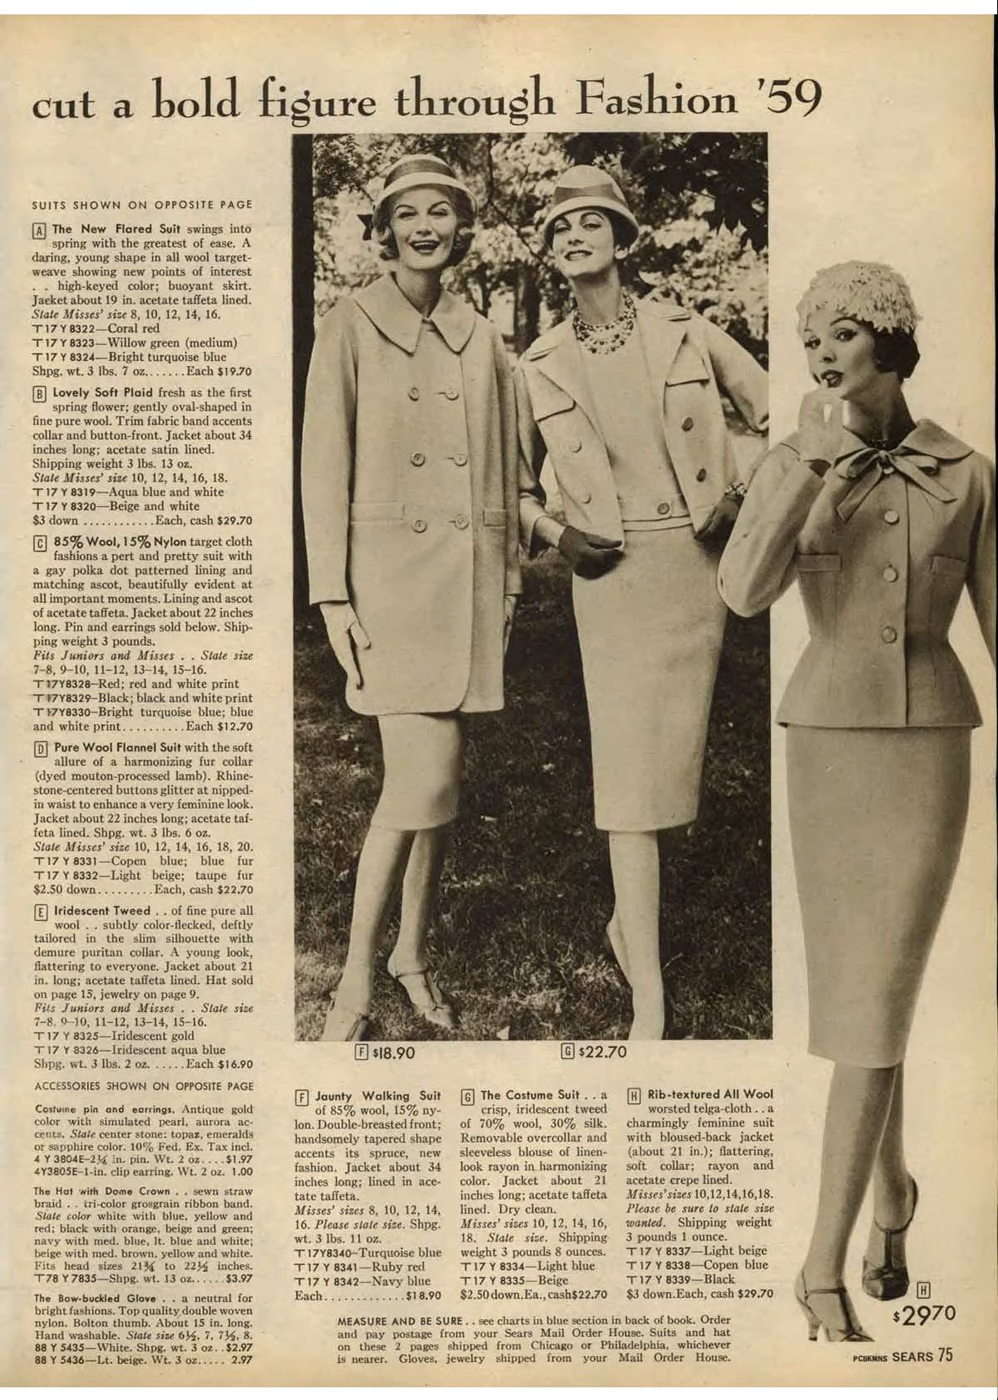 cut a bold figure through Fashion '59
SUITS SHOWN ON OPPOSITE PAGE
A The New Flared Suit swings into
spring with the greatest of ease. A
daring, young shape in all wool target-
weave showing new points of interest
. . high-keyed color; buoyant skirt.
Jacket about 19 in. acetate taffeta lined.
State Misses' size 8, 10, 12, 14, 16.
T 17 Y 8322—Coral red
T 17 Y 8323—Willow green (medium)
T 17 Y 8324—Bright turquoise blue
Shpg. wt. 3 lbs. 7 oz.......Each $19.70
B Lovely Soft Plaid fresh as the first
spring flower; gently oval-shaped in
fine pure wool. Trim fabric band accents
collar and button-front. Jacket about 34
inches long; acetate satin lined.
Shipping weight 3 lbs. 13 oz.
State Misses' size 10, 12, 14, 16, 18.
T 17 Y 8319—Aqua blue and white
T 17 Y 8320—Beige and white
$3 down ............Each, cash $29.70
C 85% Wool, 15% Nylon target cloth
fashions a pert and pretty suit with
a gay polka dot patterned lining and
matching ascot, beautifully evident at
all important moments. Lining and ascot
of acetate taffeta. Jacket about 22 inches
long. Pin and earrings sold below. Ship-
ping weight 3 pounds.
Fits Juniors and Misses . . State size
7-8, 9-10, 11-12, 13-14, 15-16.
T 17Y8328—Red; red and white print
T 17Y8329—Black; black and white print
T 17Y8330—Bright turquoise blue; blue
and white print..........Each $12.70
D Pure Wool Flannel Suit with the soft
allure of a harmonizing fur collar
(dyed mouton-processed lamb). Rhine-
stone-centered buttons glitter at nipped-
in waist to enhance a very feminine look.
Jacket about 22 inches long; acetate taf-
feta lined. Shpg. wt. 3 lbs. 6 oz.
State Misses' size 10, 12, 14, 16, 18, 20.
T 17 Y 8331—Copen blue; blue fur
T 17 Y 8332—Light beige; taupe fur
$2.50 down.........Each, cash $22.70
E Iridescent Tweed . . of fine pure all
wool . . subtly color-flecked, deftly
tailored in the slim silhouette with
demure puritan collar. A young look,
flattering to everyone. Jacket about 21
in. long; acetate taffeta lined. Hat sold
on page 15, jewelry on page 9.
Fits Juniors and Misses . . State size
7-8, 9-10, 11-12, 13-14, 15-16.
T 17 Y 8325—Iridescent gold
T 17 Y 8326—Iridescent aqua blue
Shpg. wt. 3 lbs. 2 oz.......Each $16.90
ACCESSORIES SHOWN ON OPPOSITE PAGE
Costume pin and earrings. Antique gold
color with simulated pearl, aurora ac-
cents. State center stone: topaz, emeralds
or sapphire color. 10% Fed. Ex. Tax incl.
4 Y 3804E-2¼ in. pin. Wt. 2 oz....$1.97
4Y3805E-1-in. clip earring. Wt. 2 oz. 1.00
The Hat with Dome Crown . . sewn straw
braid . . tri-color grosgrain ribbon band.
State color white with blue, yellow and
red; black with orange, beige and green;
navy with med. blue, lt. blue and white;
beige with med. brown, yellow and white.
Fits head sizes 21¾ to 22½ inches.
T78 Y 7835—Shpg. wt. 13 oz......$3.97
The Bow-buckled Glove . . a neutral for
bright fashions. Top quality double woven
nylon. Bolton thumb. About 15 in. long.
Hand washable. State size 6½, 7, 7½, 8.
88 Y 5435—White. Shpg. wt. 3 oz..$2.97
88 Y 5436—Lt. beige. Wt. 3 oz..... 2.97
F $18.90
G $22.70
F Jaunty Walking Suit
of 85% wool, 15% ny-
lon. Double-breasted front;
handsomely tapered shape
accents its spruce, new
fashion. Jacket about 34
inches long; lined in ace-
tate taffeta.
Misses' sizes 8, 10, 12, 14,
16. Please state size. Shpg.
wt. 3 lbs. 11 oz.
T 17Y8340—Turquoise blue
T 17 Y 8341—Ruby red
T 17 Y 8342—Navy blue
Each.............$18.90
G The Costume Suit . . a
crisp, iridescent tweed
of 70% wool, 30% silk.
Removable overcollar and
sleeveless blouse of linen-
look rayon in harmonizing
color. Jacket about 21
inches long; acetate taffeta
lined. Dry clean.
Misses' sizes 10, 12, 14, 16,
18. State size. Shipping
weight 3 pounds 8 ounces.
T 17 Y 8334—Light blue
T 17 Y 8335—Beige
$2.50 down. Ea., cash $22.70
H Rib-textured All Wool
worsted telga-cloth . . a
charmingly feminine suit
with bloused-back jacket
(about 21 in.); flattering,
soft collar; rayon and
acetate crepe lined.
Misses' sizes 10,12,14,16,18.
Please be sure to state size
wanted. Shipping weight
3 pounds 1 ounce.
T 17 Y 8337—Light beige
T 17 Y 8338—Copen blue
T 17 Y 8339—Black
$3 down. Each, cash $29.70
H
$29.70
MEASURE AND BE SURE . . see charts in blue section in back of book. Order
and pay postage from your Sears Mail Order House. Suits and hat
on these 2 pages shipped from Chicago or Philadelphia, whichever
is nearer. Gloves, jewelry shipped from your Mail Order House.
PCBKMNS SEARS 75